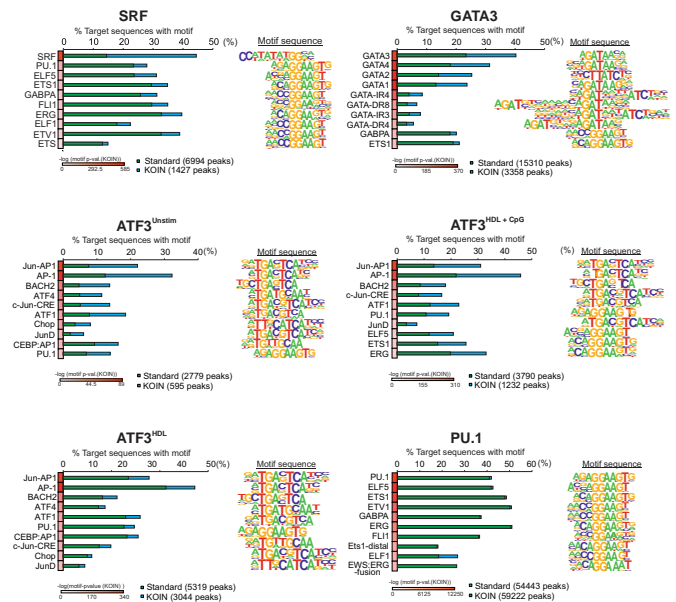 SRF
% Target sequences with motif
0 10 20 30 40 50 (%)
Motif sequence
SRF
PU.1
ELF5
ETS1
GABPA
FLI1
ERG
ELF1
ETV1
ETS
-log (motif p-val.(KOIN))
0 292.5 585
Standard (6994 peaks)
KOIN (1427 peaks)
GATA3
% Target sequences with motif
0 10 20 30 40 50 (%)
Motif sequence
GATA3
GATA4
GATA2
GATA1
GATA-IR4
GATA-DR8
GATA-IR3
GATA-DR4
GABPA
ETS1
-log (motif p-val.(KOIN))
0 185 370
Standard (15310 peaks)
KOIN (3358 peaks)
ATF3Unstim
% Target sequences with motif
0 10 20 30 40 (%)
Motif sequence
Jun-AP1
AP-1
BACH2
ATF4
c-Jun-CRE
ATF1
Chop
JunD
CEBP:AP1
PU.1
-log (motif p-val.(KOIN))
0 44.5 89
Standard (2779 peaks)
KOIN (595 peaks)
ATF3HDL + CpG
% Target sequences with motif
0 10 20 30 40 50 (%)
Motif sequence
Jun-AP1
AP-1
BACH2
c-Jun-CRE
ATF1
PU.1
JunD
ELF5
ETS1
ERG
-log (motif p-val.(KOIN))
0 155 310
Standard (3790 peaks)
KOIN (1232 peaks)
ATF3HDL
% Target sequences with motif
0 10 20 30 40 50 (%)
Motif sequence
Jun-AP1
AP-1
BACH2
ATF4
ATF1
PU.1
CEBP:AP1
c-Jun-CRE
Chop
JunD
-log(motif-pvalue (KOIN) )
0 170 340
Standard (5319 peaks)
KOIN (3044 peaks)
PU.1
% Target sequences with motif
0 10 20 30 40 50 60 (%)
Motif sequence
PU.1
ELF5
ETS1
ETV1
GABPA
ERG
FLI1
Ets1-distal
ELF1
EWS:ERG
-fusion
-log (motif p-val.(KOIN))
0 6125 12250
Standard (54443 peaks)
KOIN (59222 peaks)